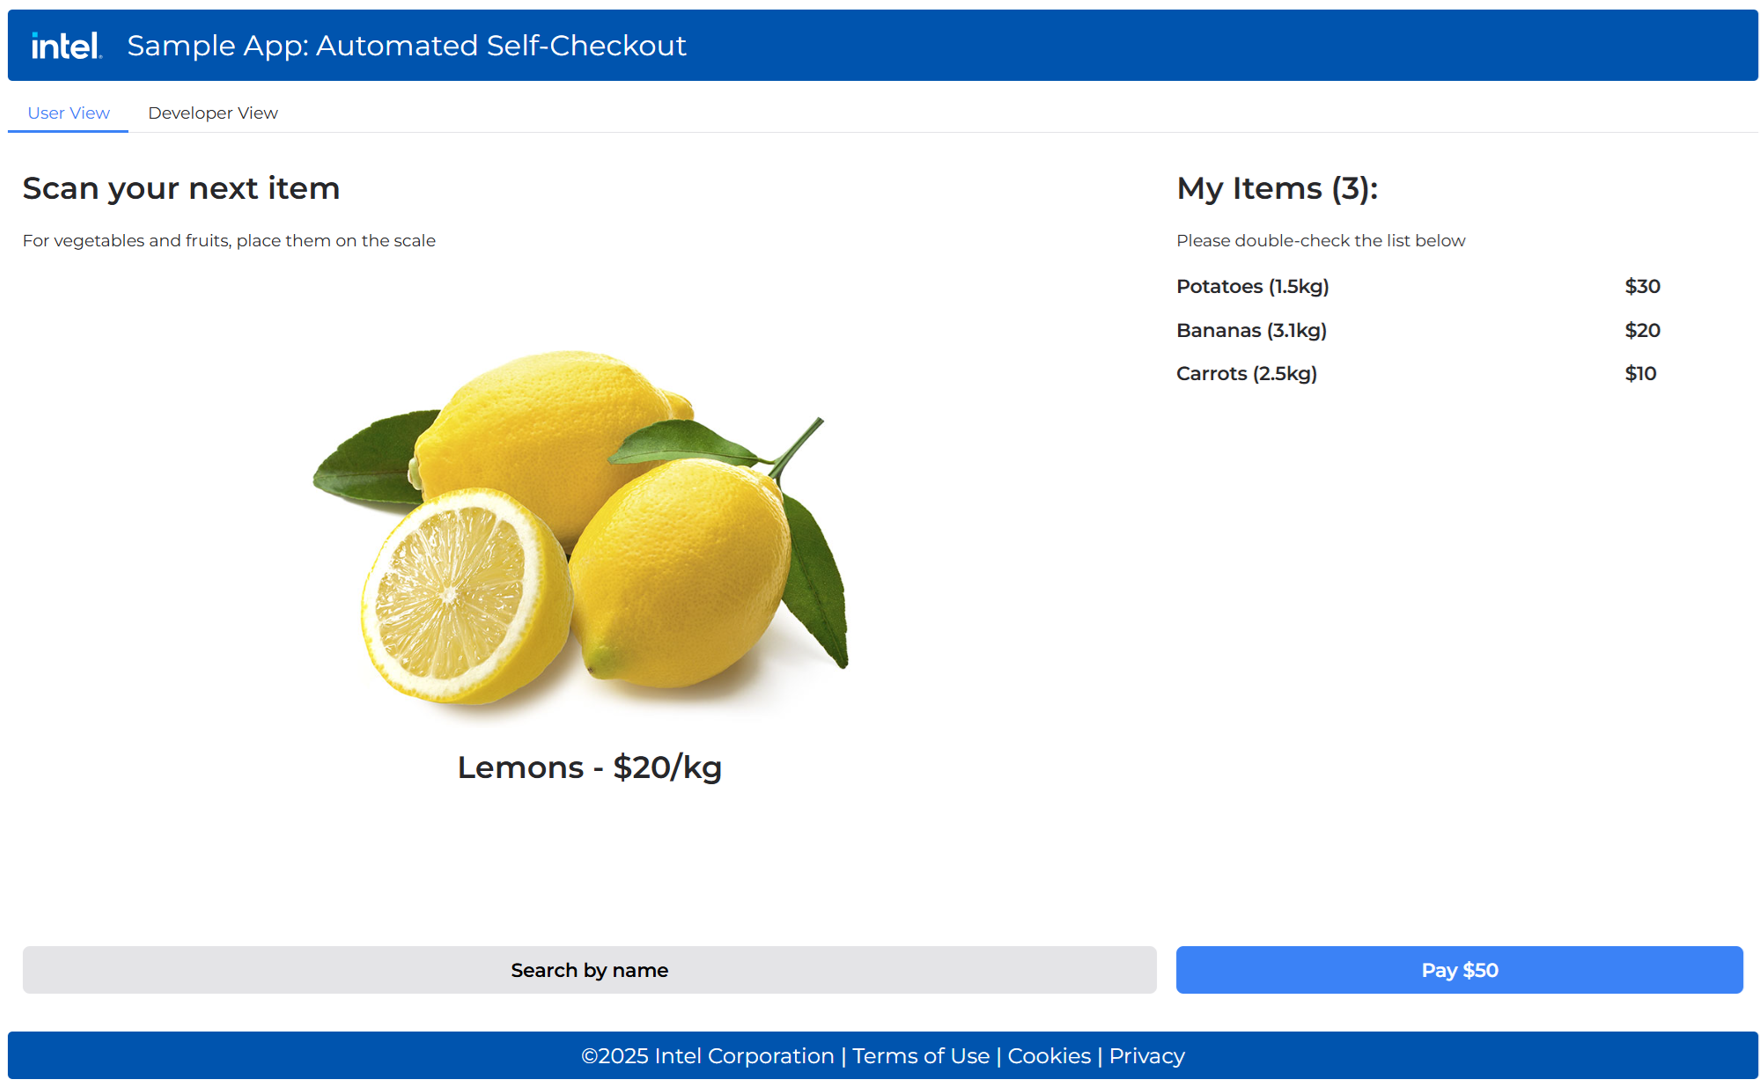 intel. Sample App: Automated Self-Checkout
User View Developer View
Scan your next item
For vegetables and fruits, place them on the scale
Lemons - $20/kg
Search by name
My Items (3):
Please double-check the list below
Potatoes (1.5kg) $30
Bananas (3.1kg) $20
Carrots (2.5kg) $10
Pay $50
©2025 Intel Corporation | Terms of Use | Cookies | Privacy